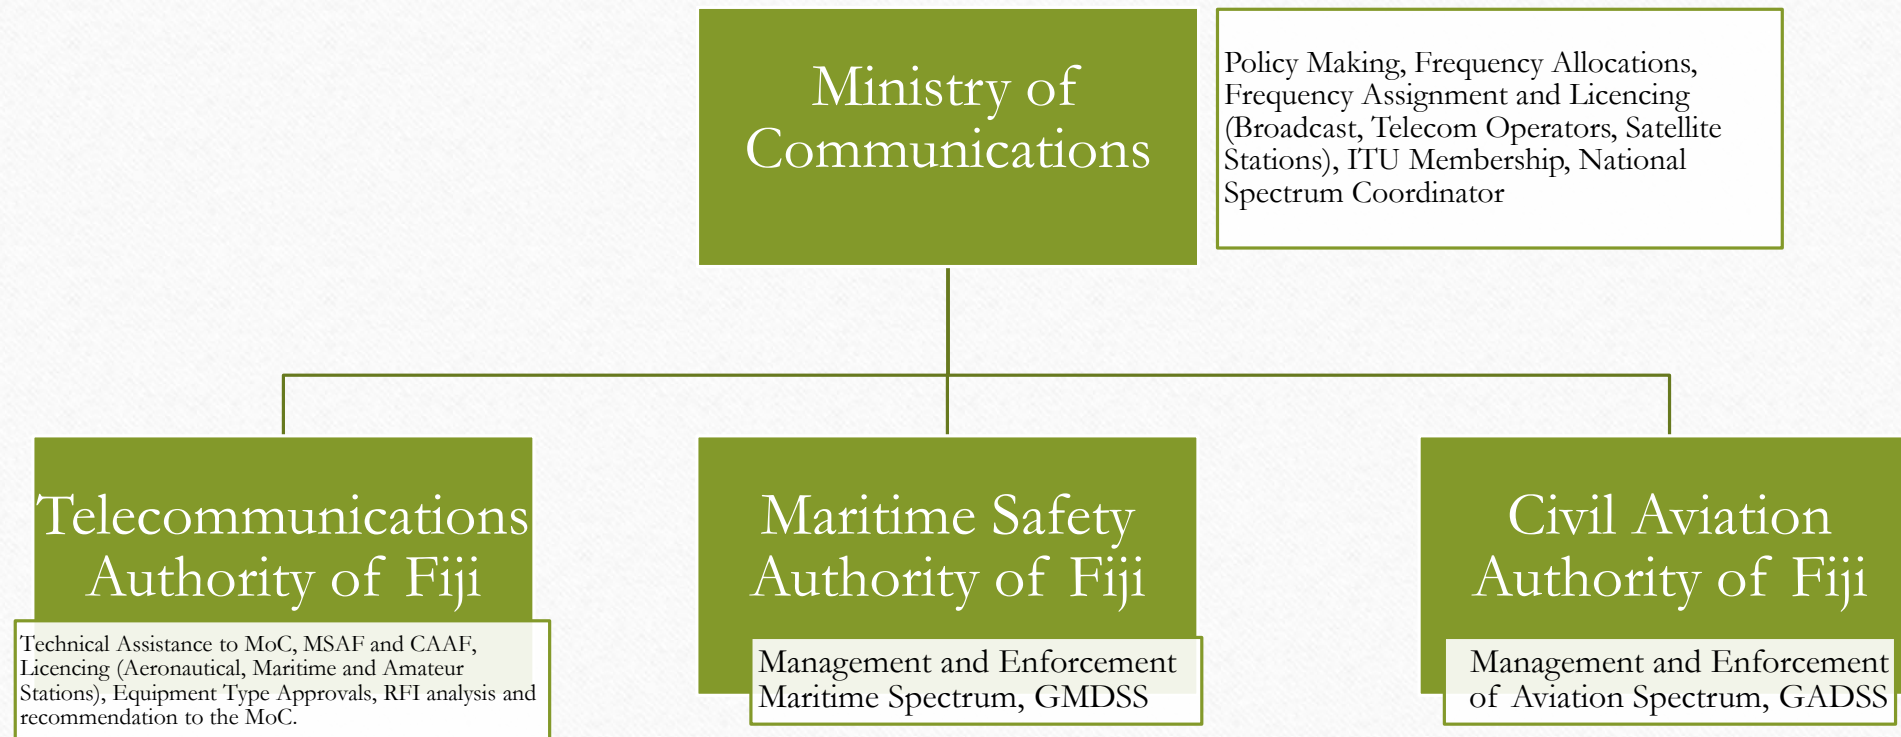 Ministry of
Communications
Policy Making, Frequency Allocations,
Frequency Assignment and Licencing
(Broadcast, Telecom Operators, Satellite
Stations), ITU Membership, National
Spectrum Coordinator
Telecommunications
Authority of Fiji
Technical Assistance to MoC, MSAF and CAAF,
Licencing (Aeronautical, Maritime and Amateur
Stations), Equipment Type Approvals, RFI analysis and
recommendation to the MoC.
Maritime Safety
Authority of Fiji
Management and Enforcement
Maritime Spectrum, GMDSS
Civil Aviation
Authority of Fiji
Management and Enforcement
of Aviation Spectrum, GADSS